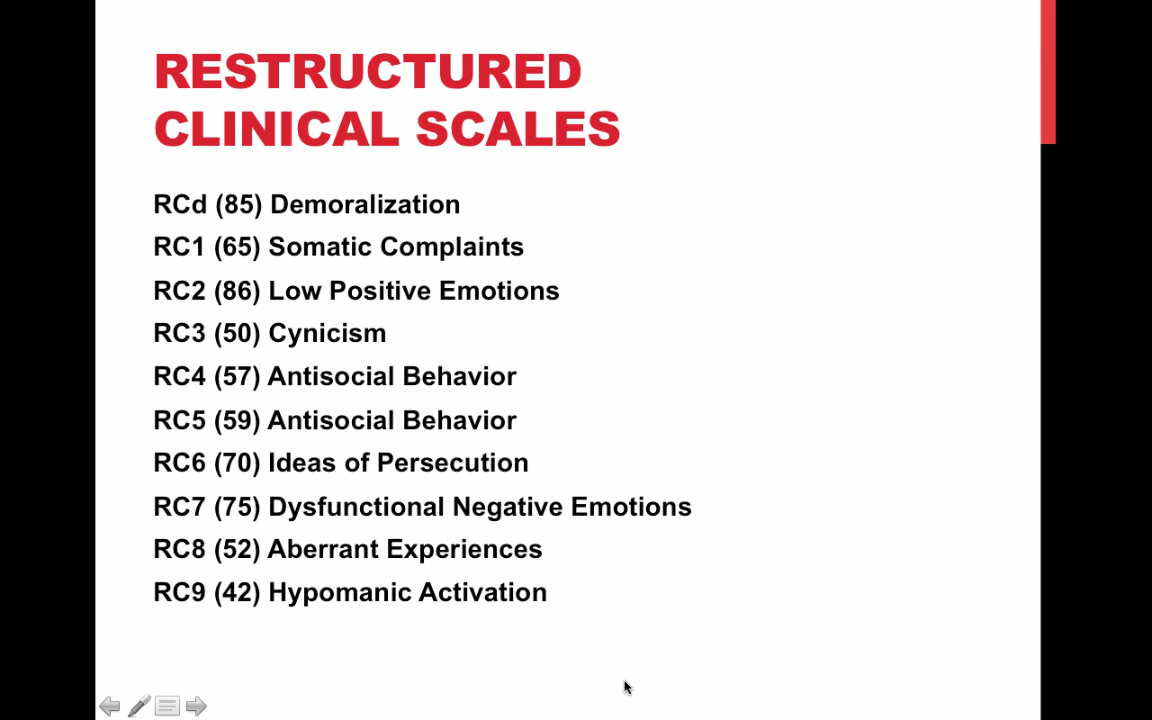 RESTRUCTURED
CLINICAL SCALES
RCd (85) Demoralization
RC1 (65) Somatic Complaints
RC2 (86) Low Positive Emotions
RC3 (50) Cynicism
RC4 (57) Antisocial Behavior
RC5 (59) Antisocial Behavior
RC6 (70) Ideas of Persecution
RC7 (75) Dysfunctional Negative Emotions
RC8 (52) Aberrant Experiences
RC9 (42) Hypomanic Activation